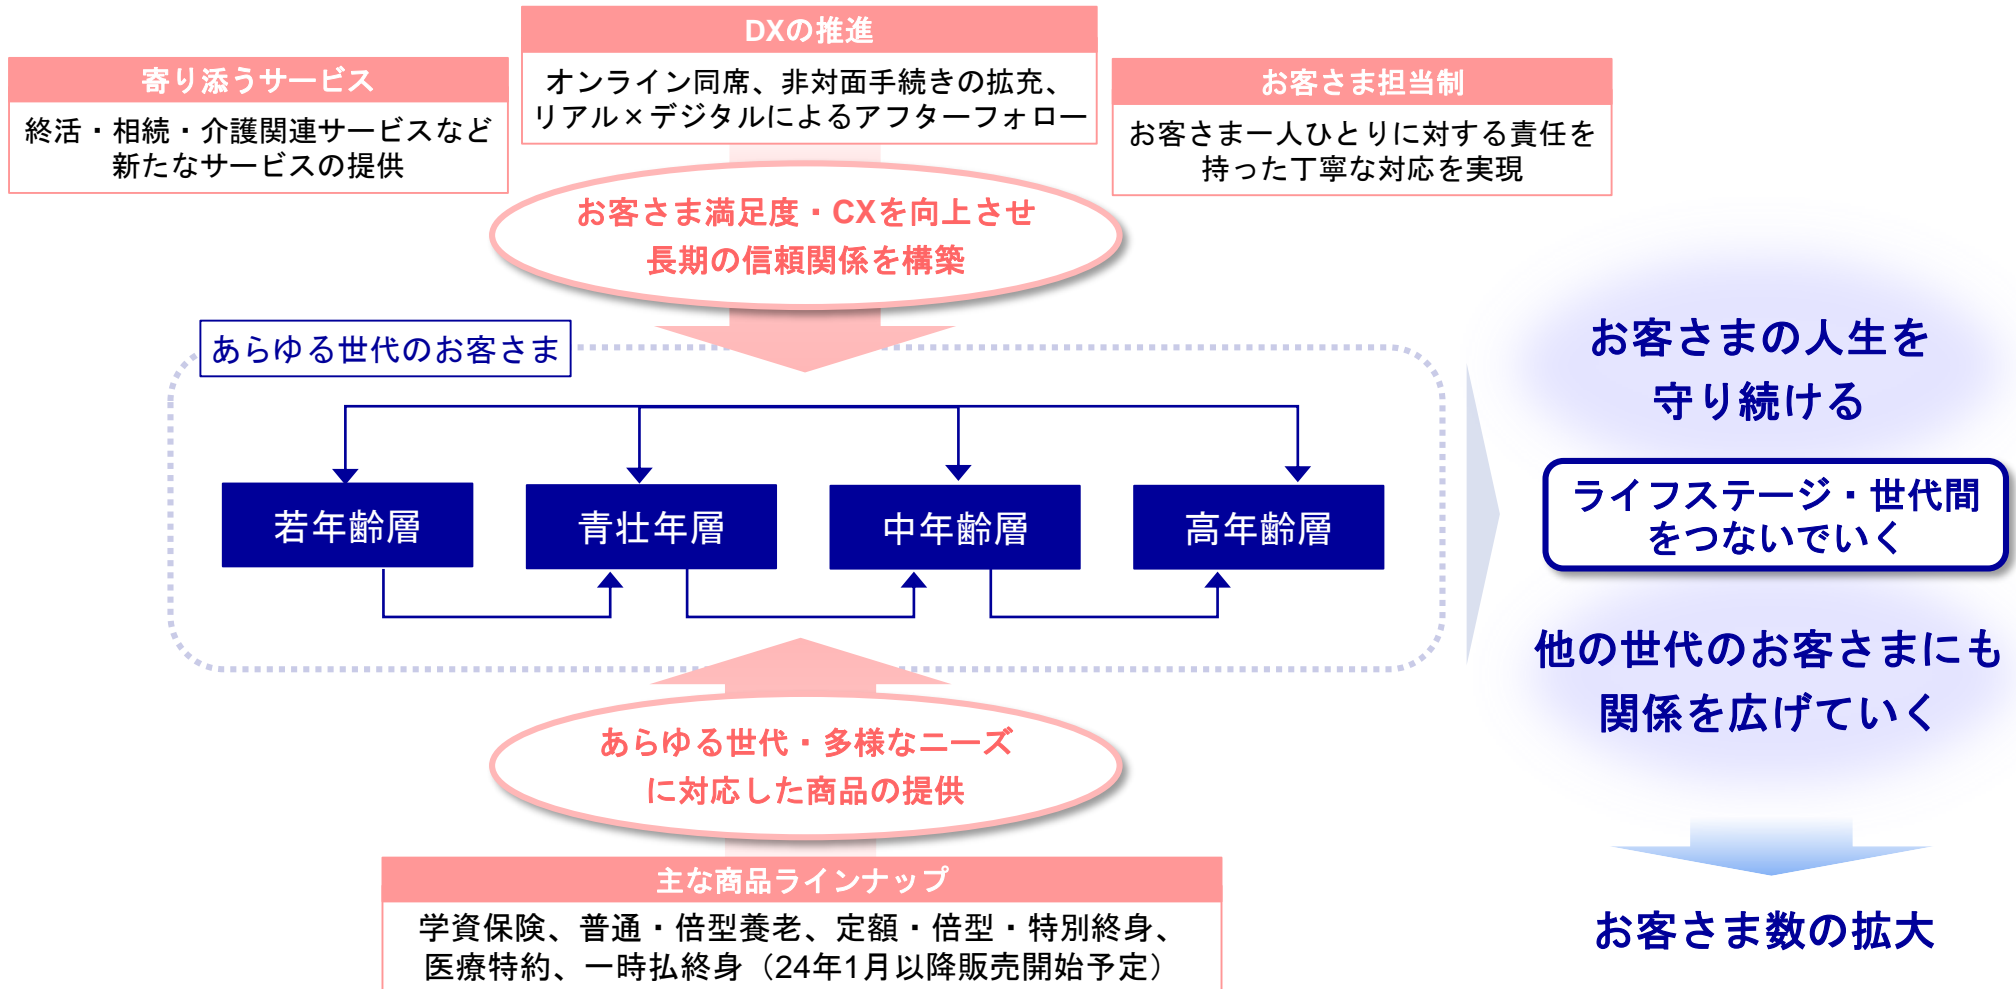 DXの推進
オンライン同席、非対面手続きの拡充、
リアル×デジタルによるアフターフォロー
寄り添うサービス
終活・相続・介護関連サービスなど
新たなサービスの提供
お客さま担当制
お客さま一人ひとりに対する責任を
持った丁寧な対応を実現
お客さま満足度・CXを向上させ
長期の信頼関係を構築
あらゆる世代のお客さま
若年齢層
青壮年層
中年齢層
高年齢層
あらゆる世代・多様なニーズ
に対応した商品の提供
主な商品ラインナップ
学資保険、普通・倍型養老、定額・倍型・特別終身、
医療特約、一時払終身（24年1月以降販売開始予定）
お客さまの人生を
守り続ける
ライフステージ・世代間
をつないでいく
他の世代のお客さまにも
関係を広げていく
お客さま数の拡大